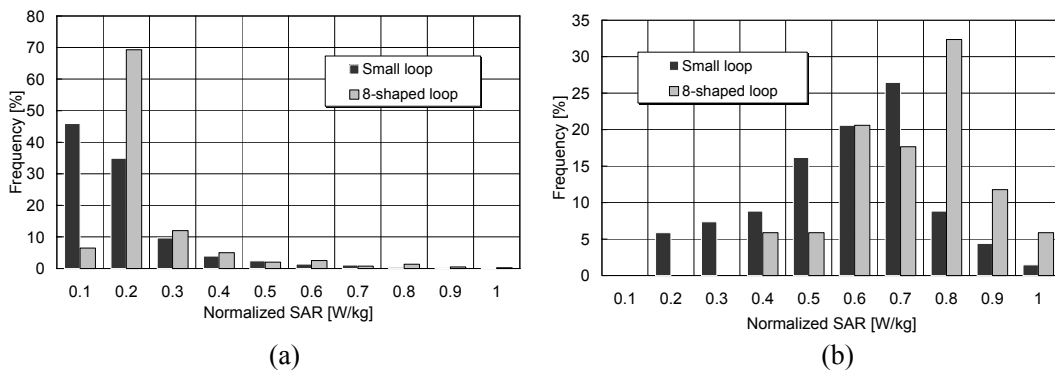 80
70
60
50
40
30
20
10
0
Frequency [%]
Small loop
8-shaped loop
0.1 0.2 0.3 0.4 0.5 0.6 0.7 0.8 0.9 1
Normalized SAR [W/kg]
(a)
35
30
25
20
15
10
5
0
Frequency [%]
Small loop
8-shaped loop
0.1 0.2 0.3 0.4 0.5 0.6 0.7 0.8 0.9 1
Normalized SAR [W/kg]
(b)